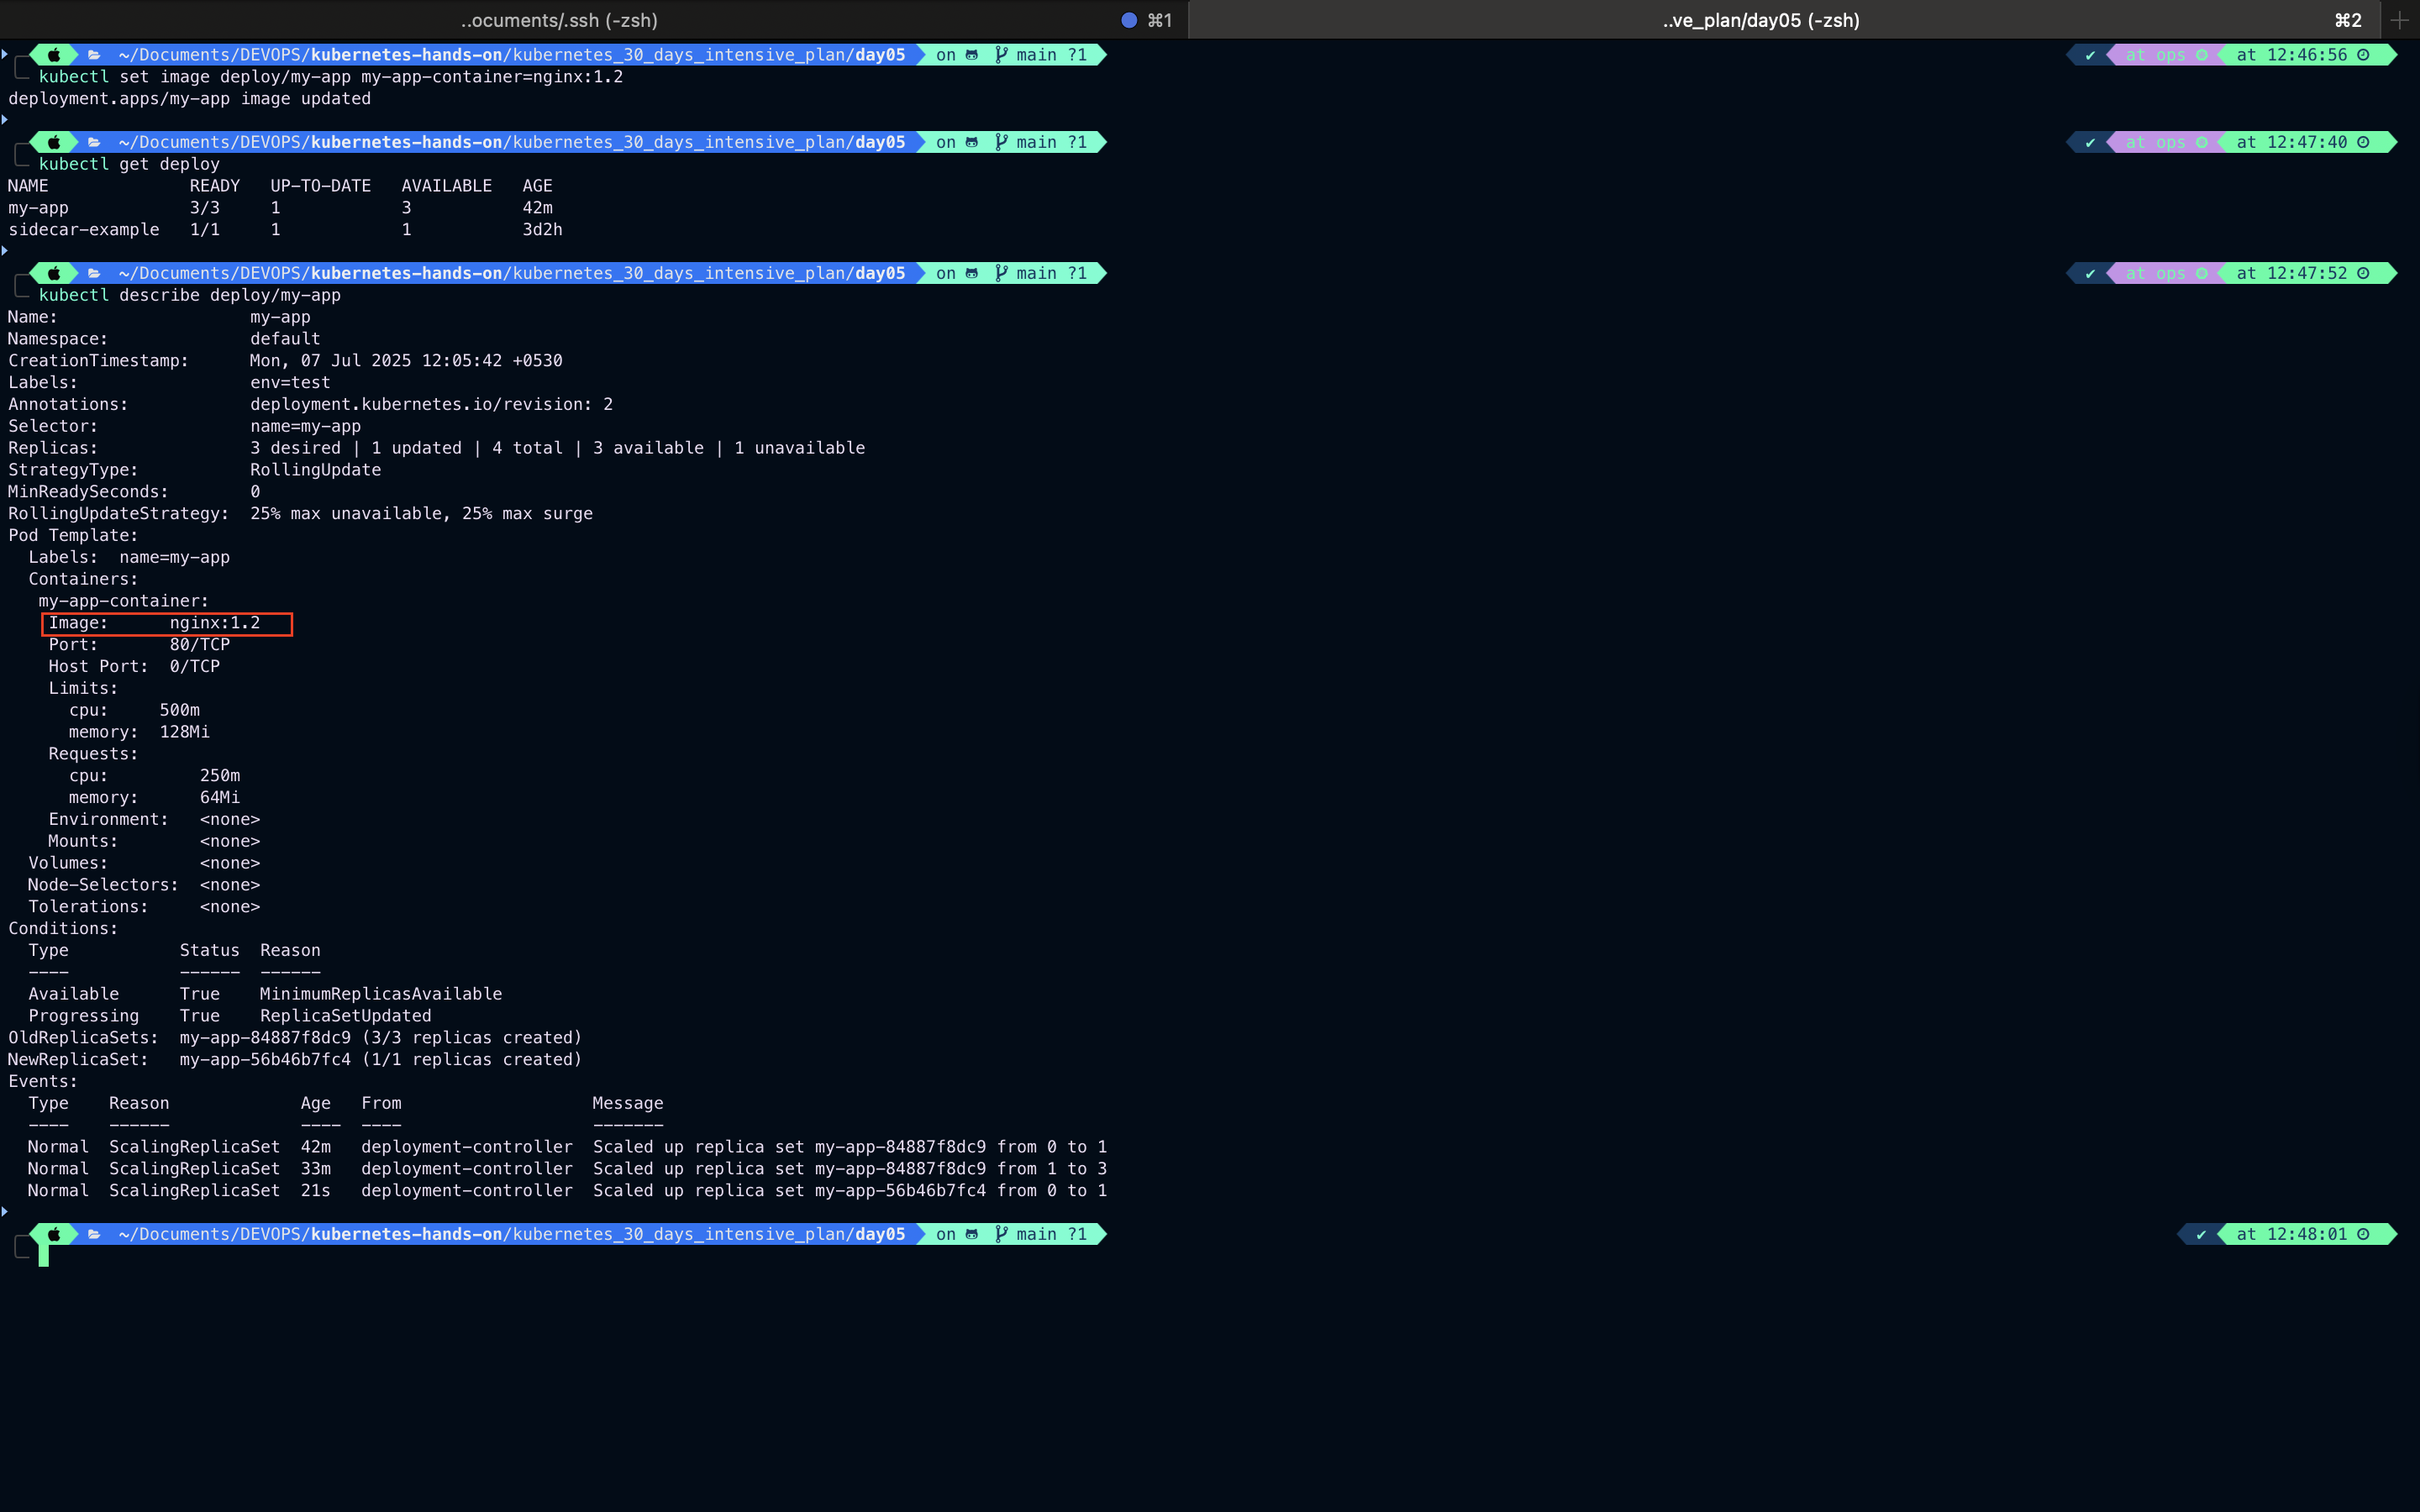 ..ocuments/.ssh (-zsh) ⌘1 ..ve_plan/day05 (-zsh) ⌘2
~/Documents/DEVOPS/kubernetes-hands-on/kubernetes_30_days_intensive_plan/day05 on main ?1 ✔ at ops at 12:46:56
kubectl set image deploy/my-app my-app-container=nginx:1.2
deployment.apps/my-app image updated
~/Documents/DEVOPS/kubernetes-hands-on/kubernetes_30_days_intensive_plan/day05 on main ?1 ✔ at ops at 12:47:40
kubectl get deploy
NAME READY UP-TO-DATE AVAILABLE AGE
my-app 3/3 1 3 42m
sidecar-example 1/1 1 1 3d2h
~/Documents/DEVOPS/kubernetes-hands-on/kubernetes_30_days_intensive_plan/day05 on main ?1 ✔ at ops at 12:47:52
kubectl describe deploy/my-app
Name: my-app
Namespace: default
CreationTimestamp: Mon, 07 Jul 2025 12:05:42 +0530
Labels: env=test
Annotations: deployment.kubernetes.io/revision: 2
Selector: name=my-app
Replicas: 3 desired | 1 updated | 4 total | 3 available | 1 unavailable
StrategyType: RollingUpdate
MinReadySeconds: 0
RollingUpdateStrategy: 25% max unavailable, 25% max surge
Pod Template:
Labels: name=my-app
Containers:
my-app-container:
Image: nginx:1.2
Port: 80/TCP
Host Port: 0/TCP
Limits:
cpu: 500m
memory: 128Mi
Requests:
cpu: 250m
memory: 64Mi
Environment: <none>
Mounts: <none>
Volumes: <none>
Node-Selectors: <none>
Tolerations: <none>
Conditions:
Type Status Reason
---- ------ ------
Available True MinimumReplicasAvailable
Progressing True ReplicaSetUpdated
OldReplicaSets: my-app-84887f8dc9 (3/3 replicas created)
NewReplicaSet: my-app-56b46b7fc4 (1/1 replicas created)
Events:
Type Reason Age From Message
---- ------ ---- ---- -------
Normal ScalingReplicaSet 42m deployment-controller Scaled up replica set my-app-84887f8dc9 from 0 to 1
Normal ScalingReplicaSet 33m deployment-controller Scaled up replica set my-app-84887f8dc9 from 1 to 3
Normal ScalingReplicaSet 21s deployment-controller Scaled up replica set my-app-56b46b7fc4 from 0 to 1
~/Documents/DEVOPS/kubernetes-hands-on/kubernetes_30_days_intensive_plan/day05 on main ?1 ✔ at 12:48:01